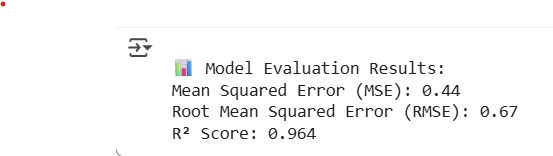 📊 Model Evaluation Results:
Mean Squared Error (MSE): 0.44
Root Mean Squared Error (RMSE): 0.67
R² Score: 0.964